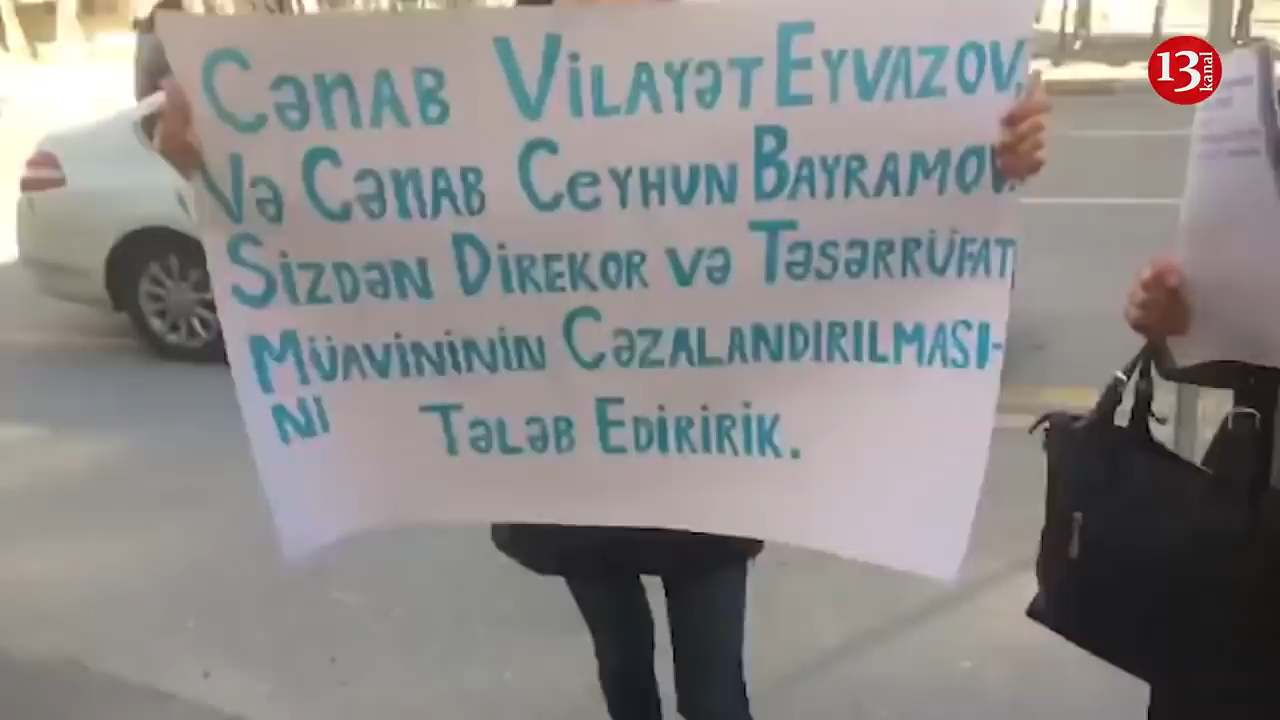 Cənab Vilayət Eyvazov,
Və Cənab Ceyhun Bayramov.
Sizdən Direkor və Təsərrüfat
Müavininin Cəzalandırılması-
nı Tələb Ediririk.
13 kanal